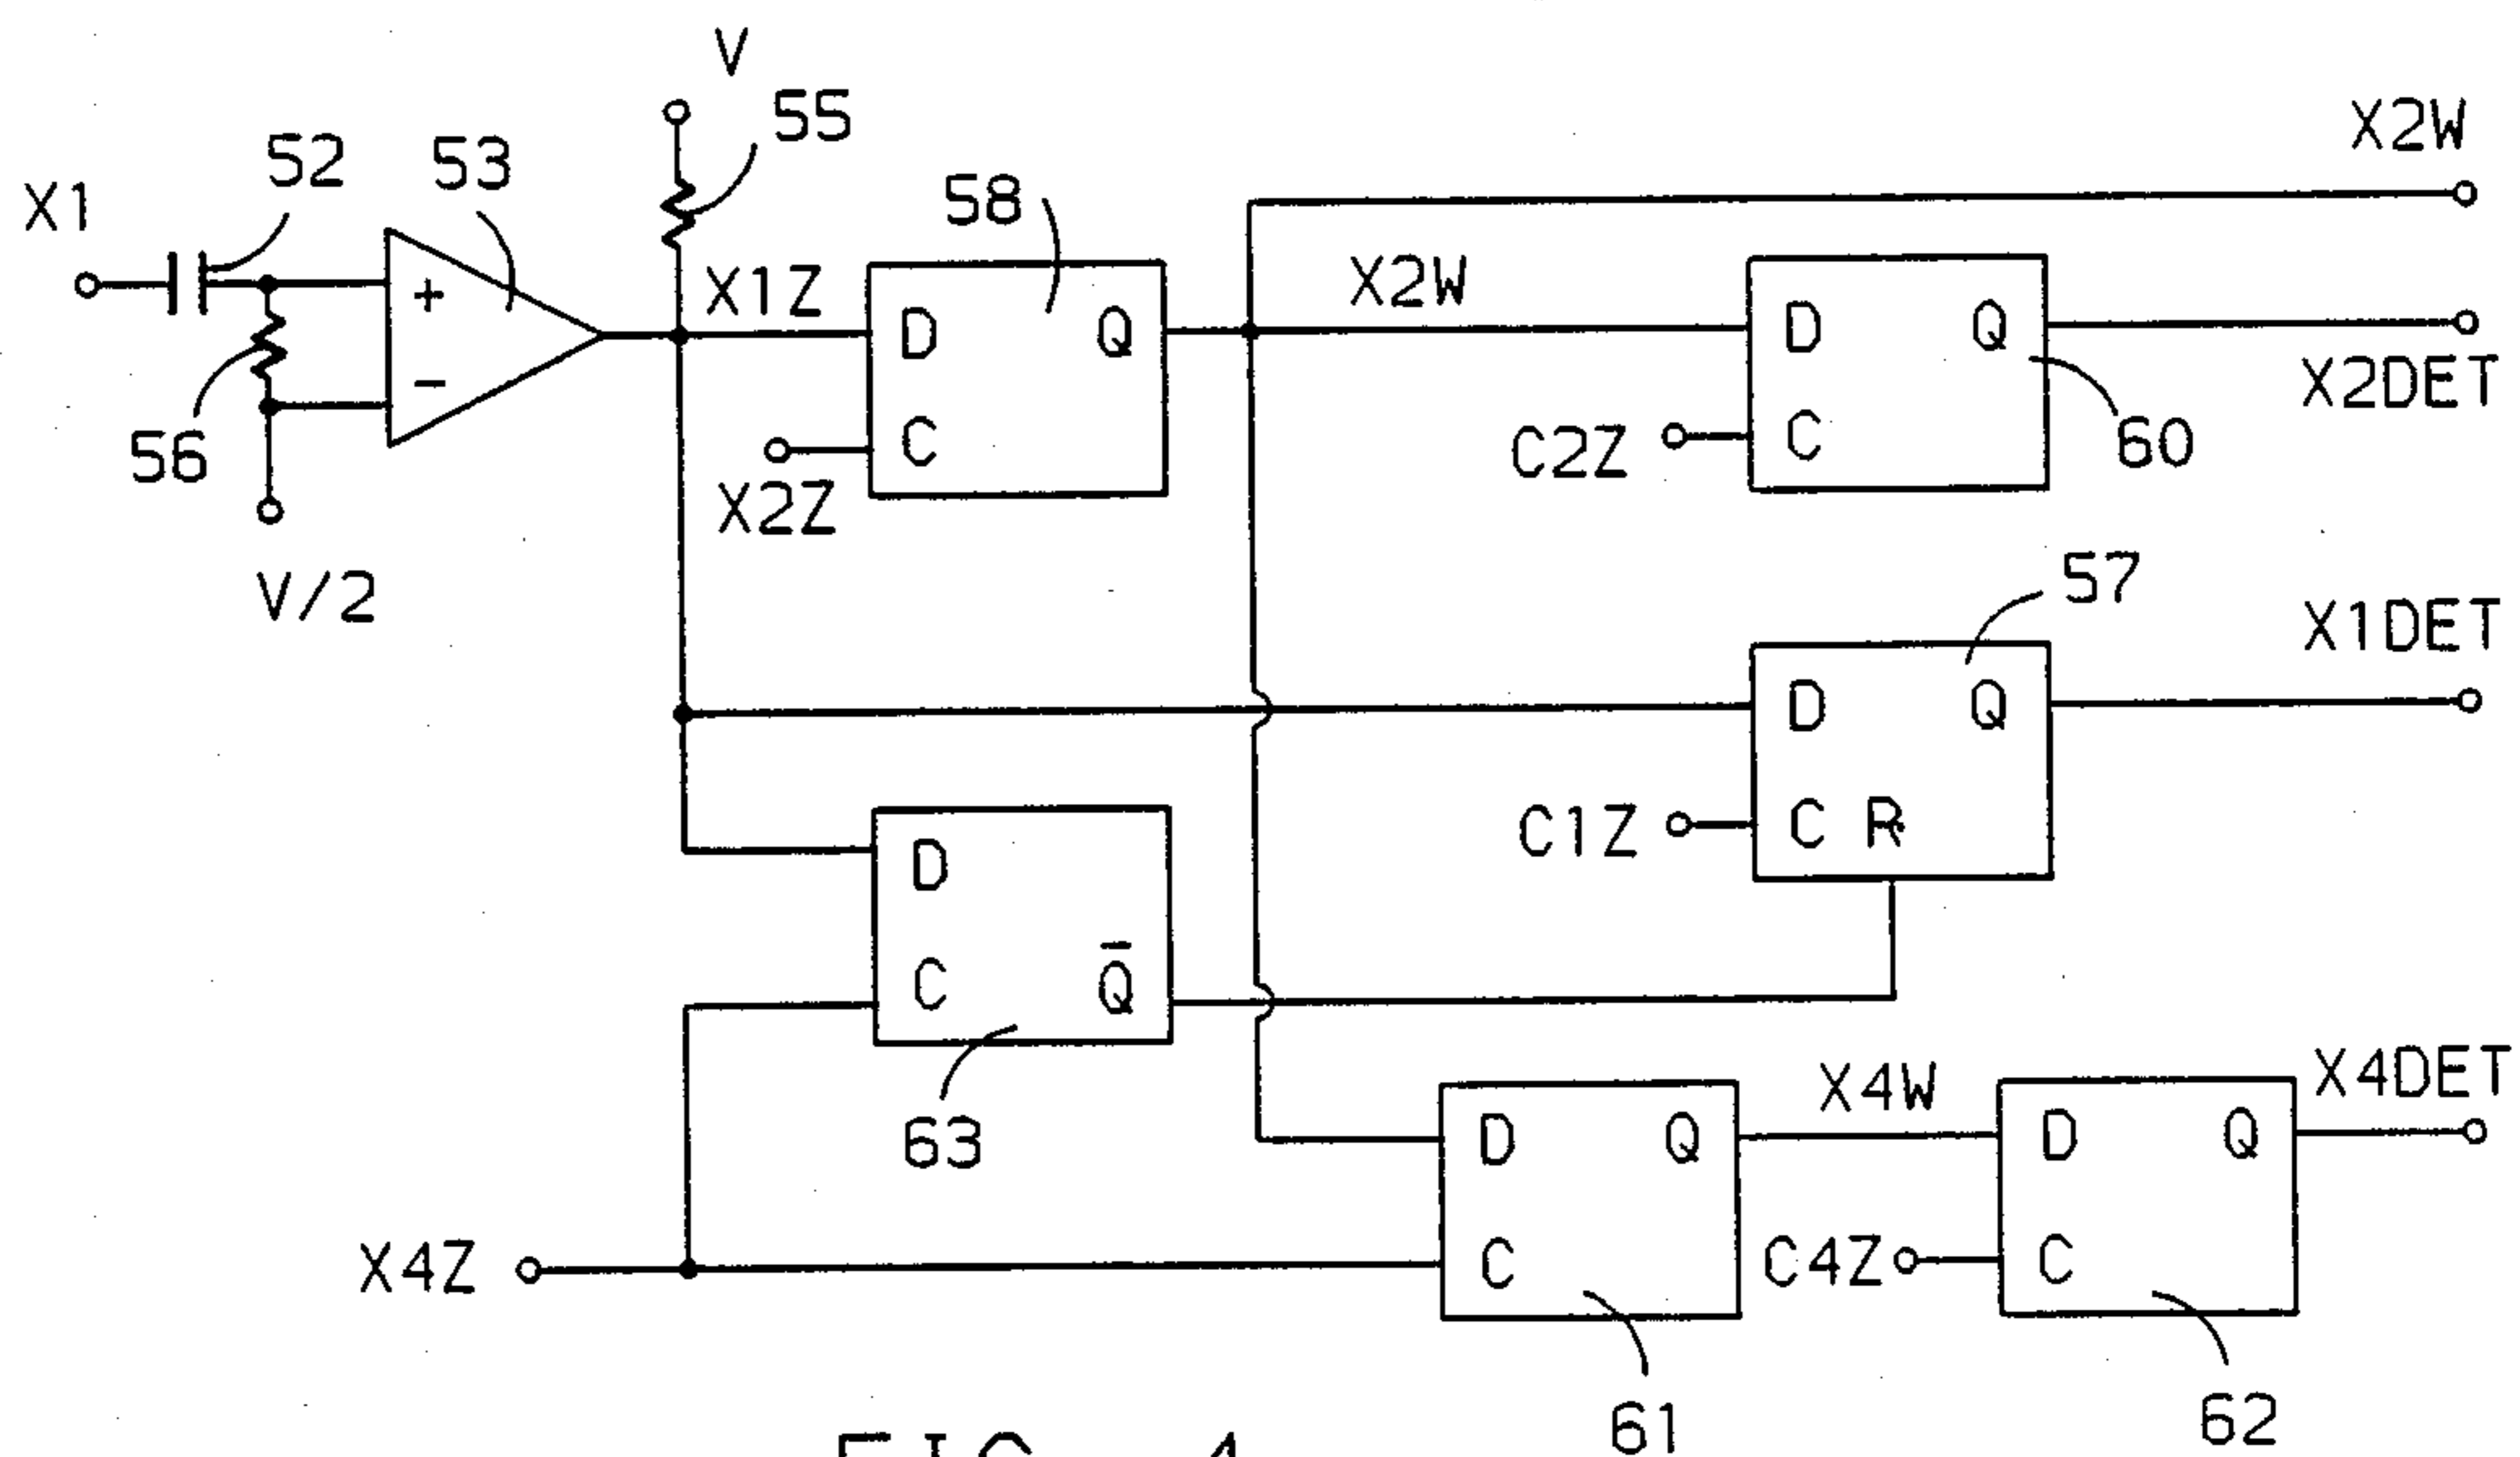 V
55
X2W
52
53
X1
58
X1Z
X2W
+
D
Q
D
Q
−
X2DET
56
C
C2Z
C
60
X2Z
V/2
57
X1DET
D
Q
C1Z
C
R
D
C
Q̅
63
X4W
X4DET
D
Q
D
Q
X4Z
C
C4Z
C
61
62